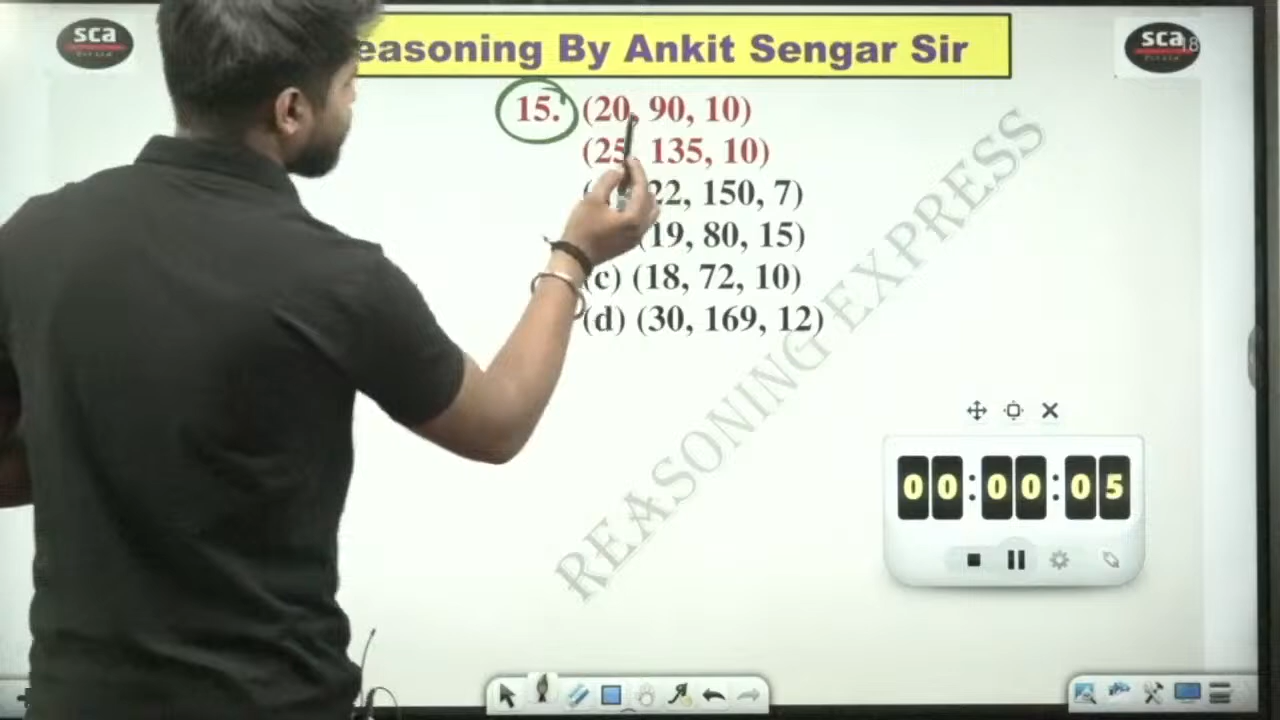 sca
easoning By Ankit Sengar Sir
sca
18
15. (20, 90, 10)
(25, 135, 10)
22, 150, 7)
(19, 80, 15)
(c) (18, 72, 10)
(d) (30, 169, 12)
REASONING EXPRESS
00:00:05